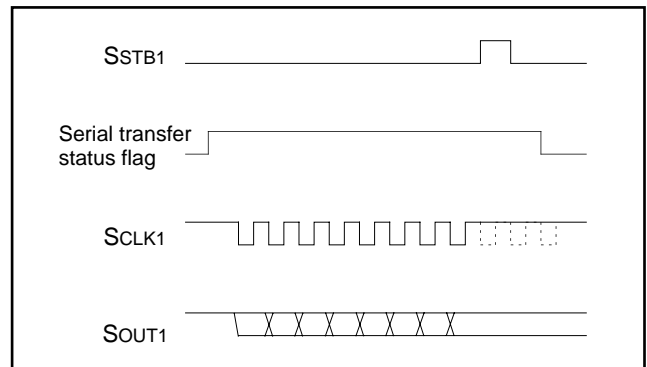 SSTB1
Serial transfer
status flag
SCLK1
SOUT1